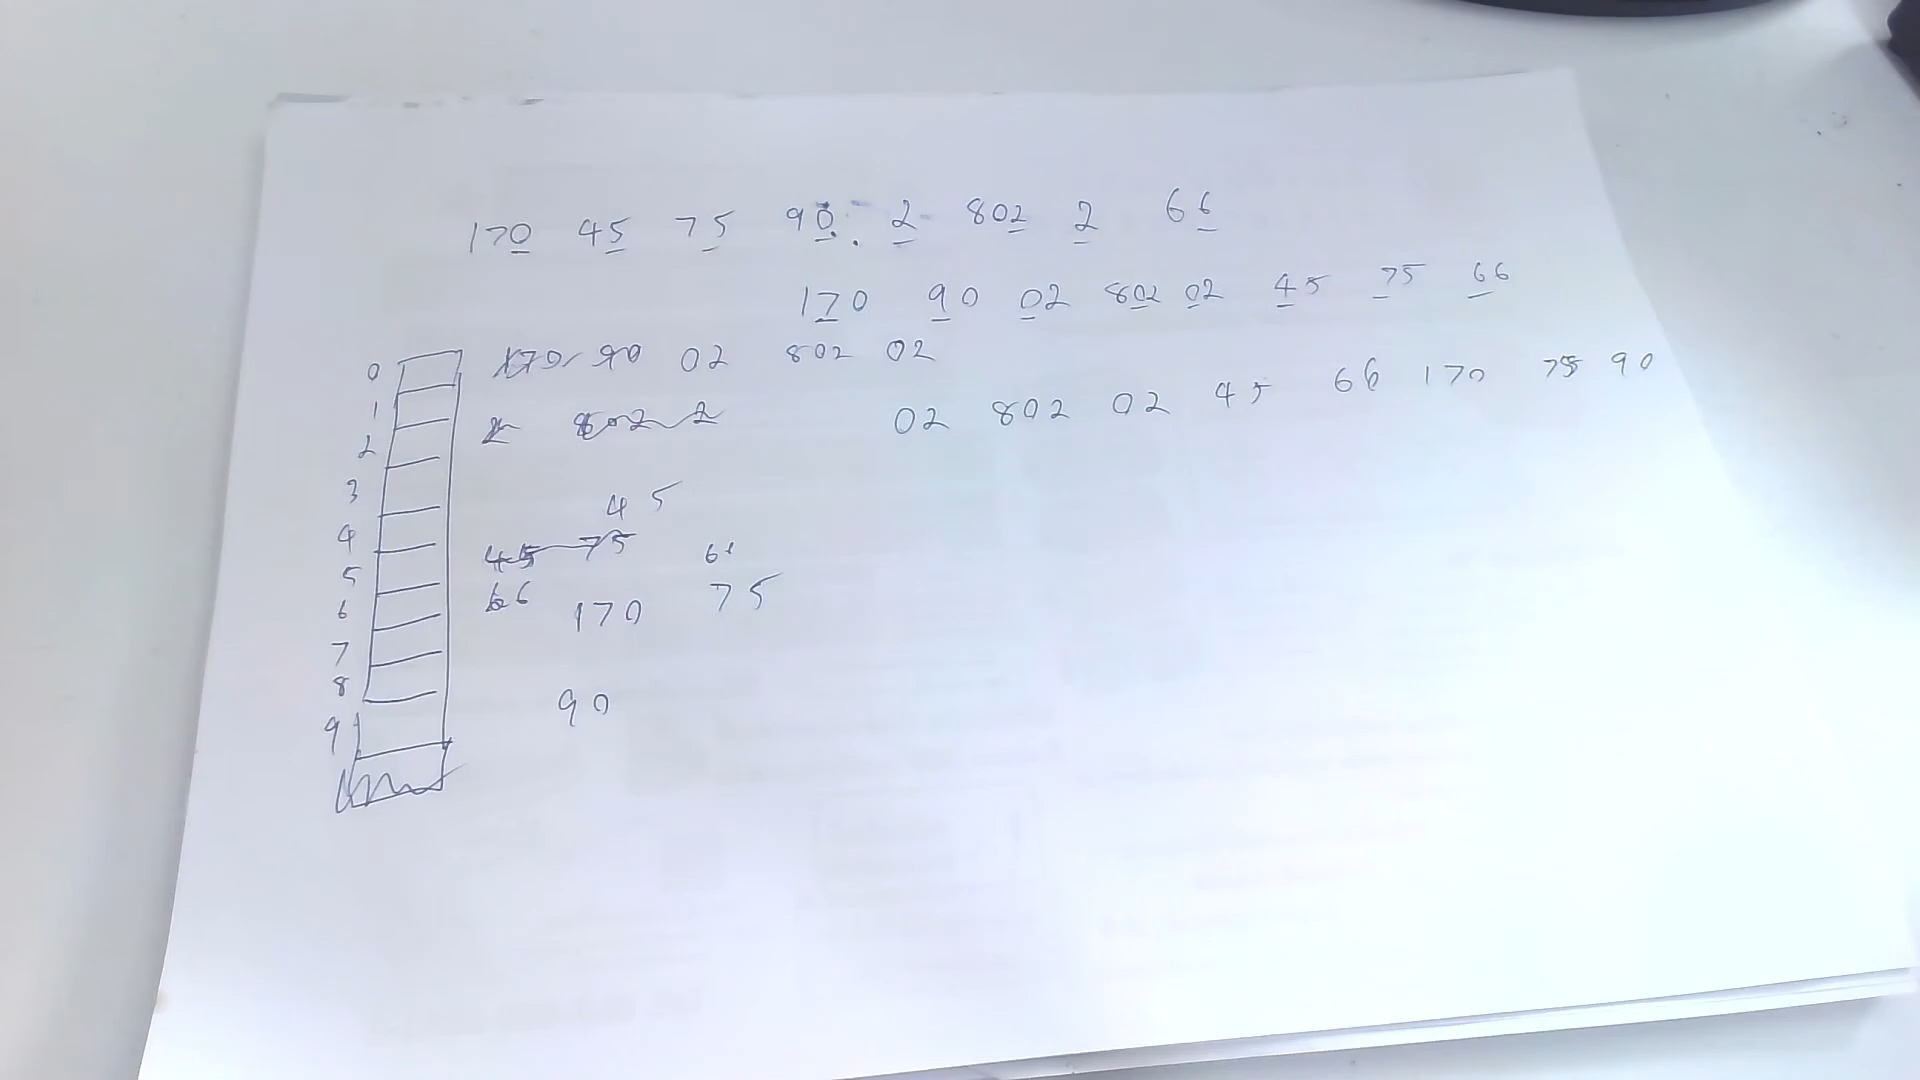 170 45 75 90 2 802 2 66
170 90 02 802 02 45 75 66
0 170 90 02 802 02
02 802 02 45 66 170 75 90
1
2 2 802 2
3
4 45
5 45 75
6 66 170 75
7
8
9 90